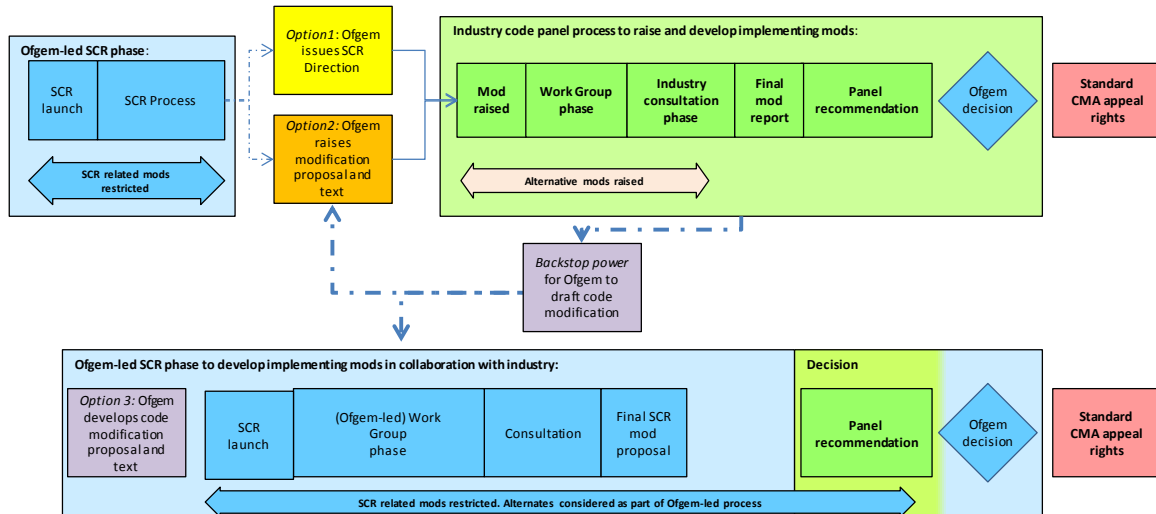 Ofgem-led SCR phase:
SCR
launch
SCR Process
SCR related mods
restricted
Option1: Ofgem
issues SCR
Direction
Option2: Ofgem
raises
modification
proposal and
text
Industry code panel process to raise and develop implementing mods:
Mod
raised
Work Group
phase
Industry
consultation
phase
Final
mod
report
Panel
recommendation
Alternative mods raised
Ofgem
decision
Standard
CMA appeal
rights
Backstop power
for Ofgem to
draft code
modification
Ofgem-led SCR phase to develop implementing mods in collaboration with industry:
Decision
Option 3: Ofgem
develops code
modification
proposal and
text
SCR
launch
(Ofgem-led) Work
Group
phase
Consultation
Final SCR
mod
proposal
Panel
recommendation
Ofgem
decision
Standard
CMA appeal
rights
SCR related mods restricted. Alternates considered as part of Ofgem-led process